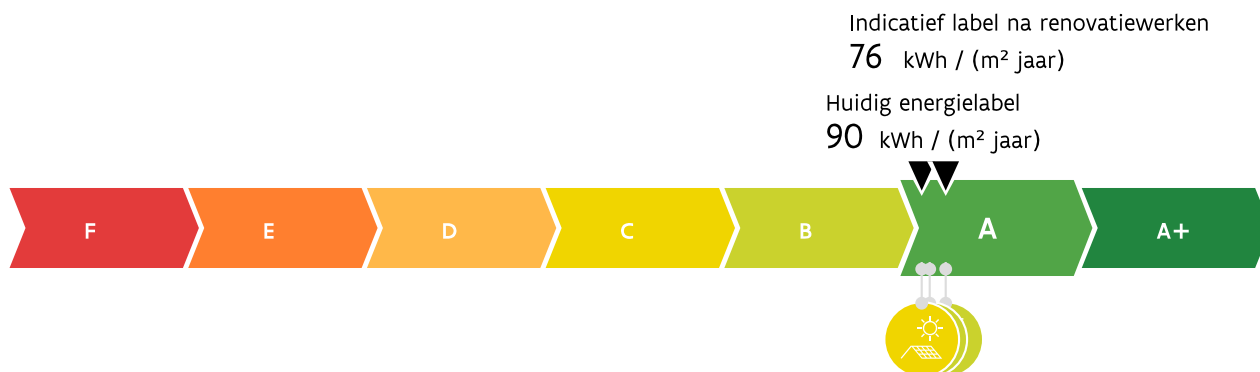 Indicatief label na renovatiewerken
76 kWh / (m² jaar)
Huidig energielabel
90 kWh / (m² jaar)
F E D C B A A+